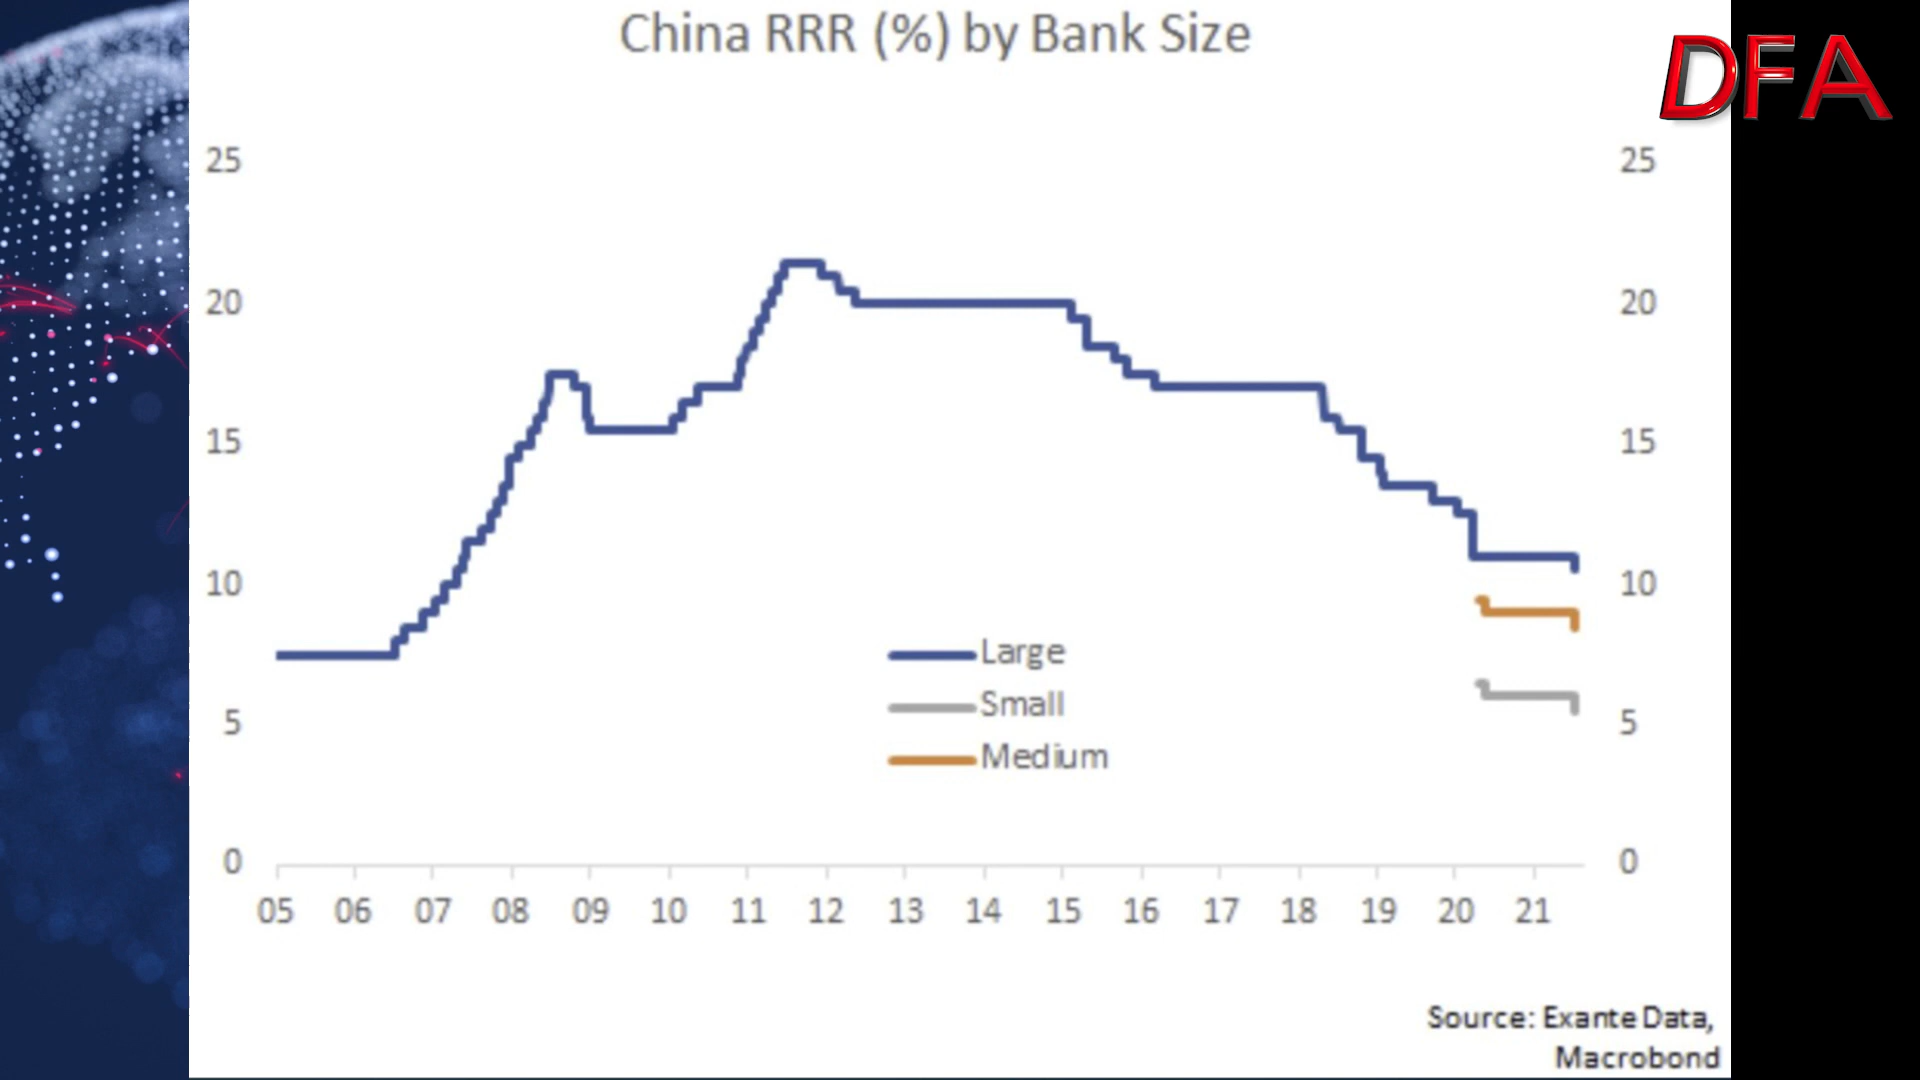 China RRR (%) by Bank Size
DFA
25 25
20 20
15 15
10 10
5 5
0 0
Large
Small
Medium
05 06 07 08 09 10 11 12 13 14 15 16 17 18 19 20 21
Source: Exante Data,
Macrobond